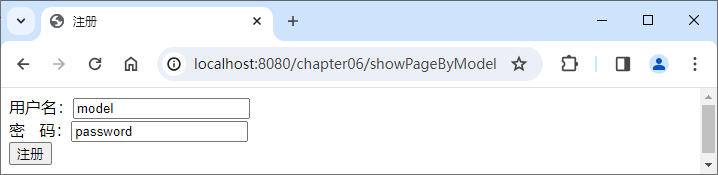 注册
localhost:8080/chapter06/showPageByModel
用户名：model
密 码：password
注册